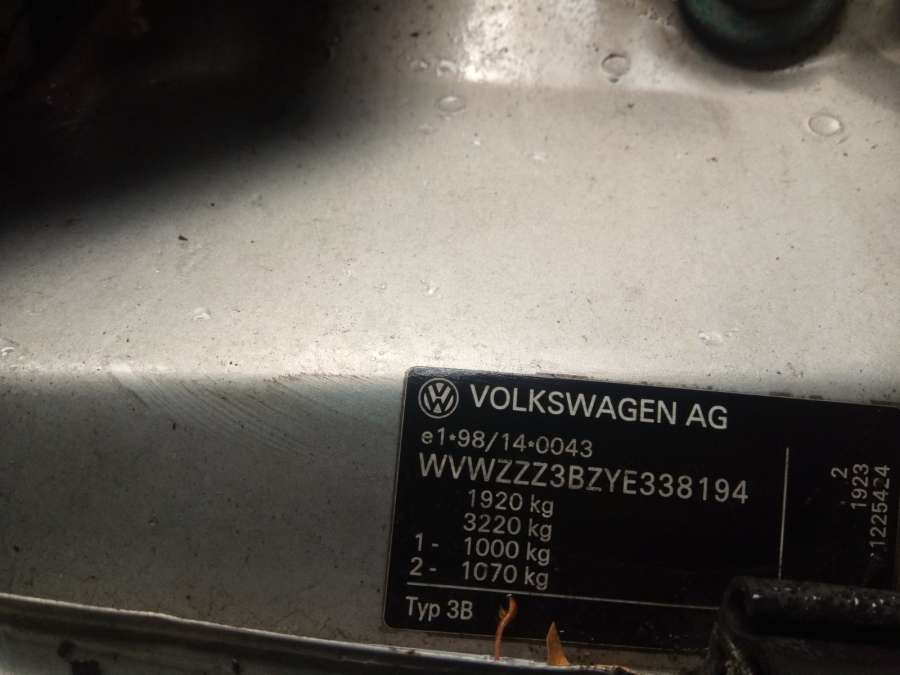 VOLKSWAGEN AG
e1*98/14*0043
WVWZZZ3BZYE338194
1920 kg
3220 kg
1- 1000 kg
2- 1070 kg
Typ 3B
2
1923
1225424